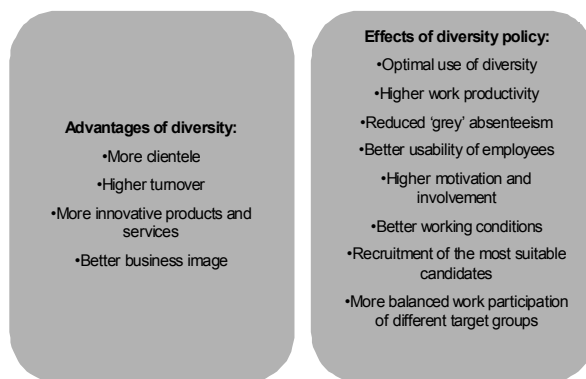 Advantages of diversity:
•More clientele
•Higher turnover
•More innovative products and
services
•Better business image
Effects of diversity policy:
•Optimal use of diversity
•Higher work productivity
•Reduced ‘grey’ absenteeism
•Better usability of employees
•Higher motivation and
involvement
•Better working conditions
•Recruitment of the most suitable
candidates
•More balanced work participation
of different target groups